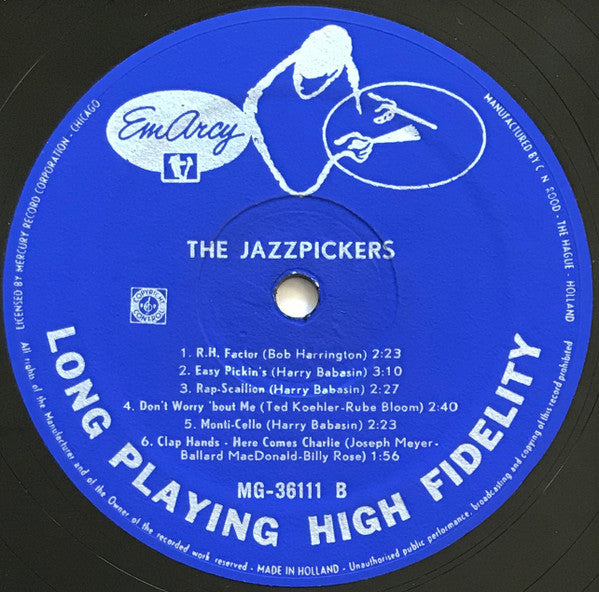 EmArcy
THE JAZZPICKERS
COPYRIGHT
CONTROL
1. R.H. Factor (Bob Harrington) 2:23
2. Easy Pickin's (Harry Babasin) 3:10
3. Rap-Scaillion (Harry Babasin) 2:27
4. Don't Worry 'bout Me (Ted Koehler-Rube Bloom) 2:40
5. Monti-Cello (Harry Babasin) 2:23
6. Clap Hands - Here Comes Charlie (Joseph Meyer-
Ballard MacDonald-Billy Rose) 1:56
MG-36111 B
LONG PLAYING HIGH FIDELITY
LICENSED BY MERCURY RECORD CORPORATION - CHICAGO
MANUFACTURED BY C.N. ROOD - THE HAGUE - HOLLAND
All rights of the Manufacturer and of the Owner of the recorded work reserved - MADE IN HOLLAND - Unauthorised public performance, broadcasting and copying of this record prohibited